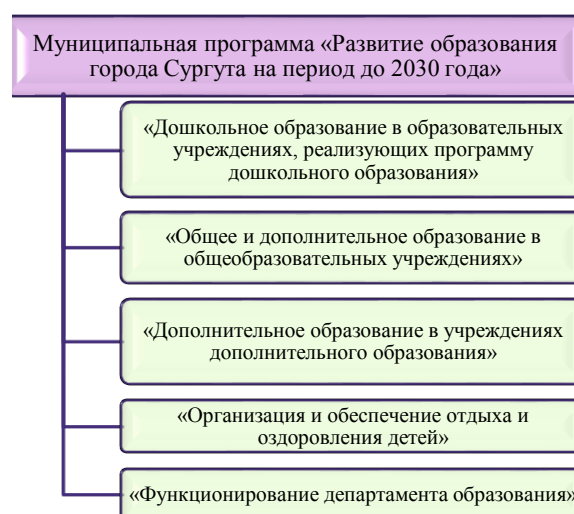 Муниципальная программа «Развитие образования
города Сургута на период до 2030 года»
«Дошкольное образование в образовательных
учреждениях, реализующих программу
дошкольного образования»
«Общее и дополнительное образование в
общеобразовательных учреждениях»
«Дополнительное образование в учреждениях
дополнительного образования»
«Организация и обеспечение отдыха и
оздоровления детей»
«Функционирование департамента образования»